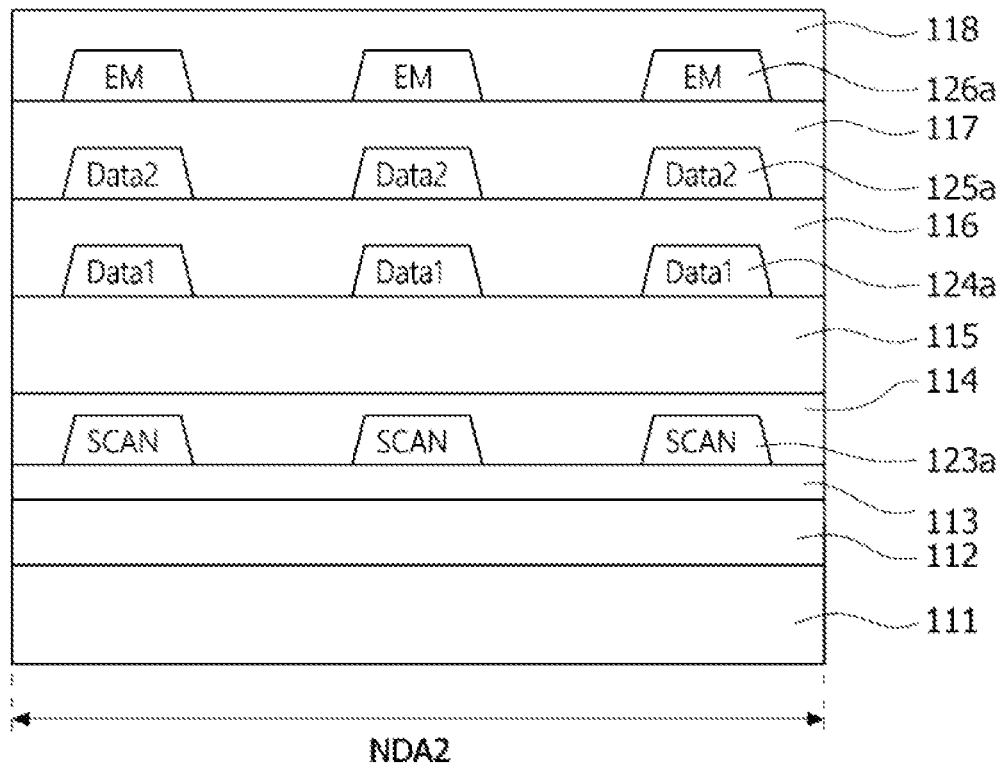 118
EM EM EM
126a
117
Data2 Data2 Data2
125a
116
Data1 Data1 Data1
124a
115
114
SCAN SCAN SCAN
123a
113
112
111
NDA2